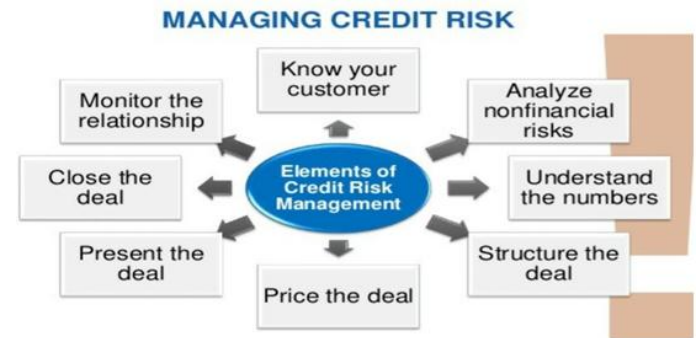 MANAGING CREDIT RISK
Know your
customer
Analyze
nonfinancial
risks
Understand
the numbers
Structure the
deal
Price the deal
Present the
deal
Close the
deal
Monitor the
relationship
Elements of
Credit Risk
Management